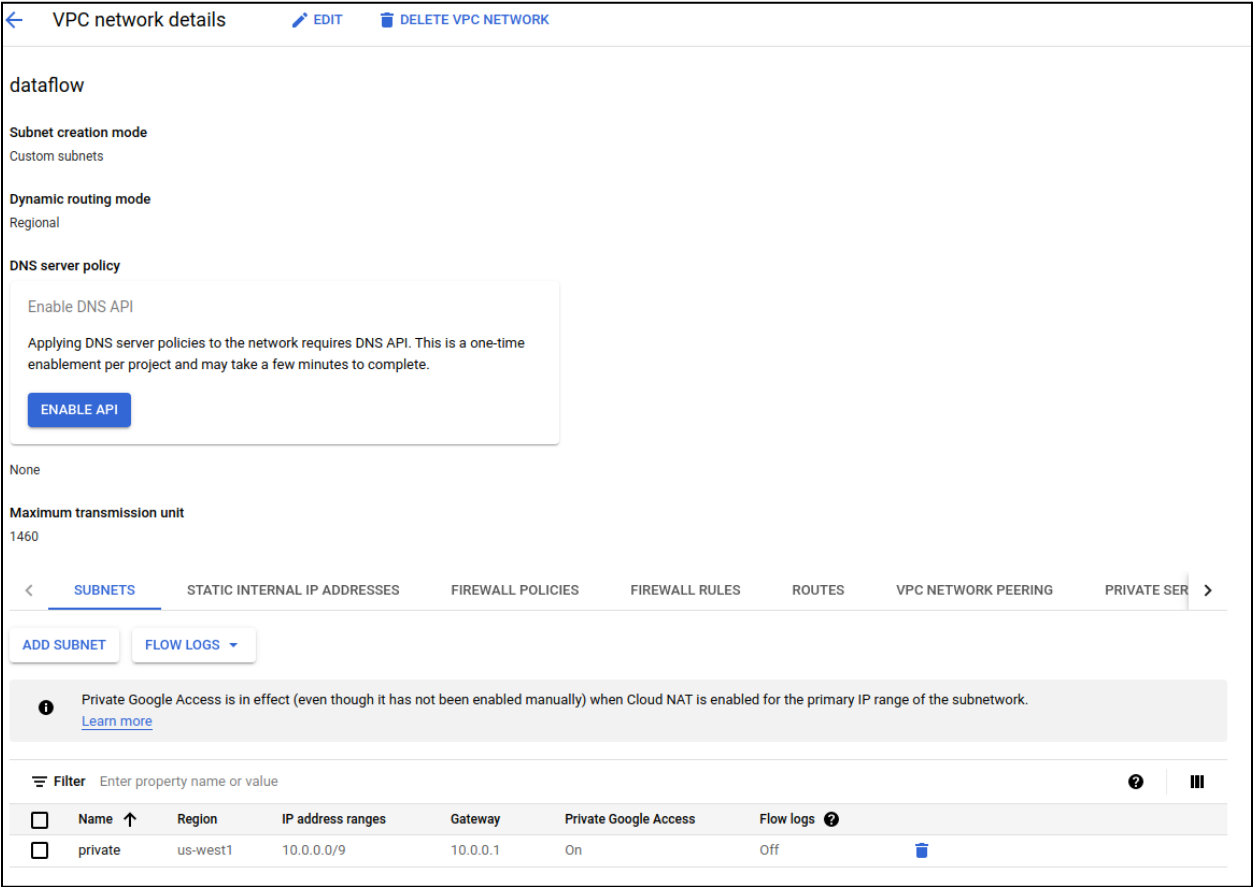 VPC network details EDIT DELETE VPC NETWORK
dataflow
Subnet creation mode
Custom subnets
Dynamic routing mode
Regional
DNS server policy
Enable DNS API
Applying DNS server policies to the network requires DNS API. This is a one-time
enablement per project and may take a few minutes to complete.
ENABLE API
None
Maximum transmission unit
1460
SUBNETS STATIC INTERNAL IP ADDRESSES FIREWALL POLICIES FIREWALL RULES ROUTES VPC NETWORK PEERING PRIVATE SER
ADD SUBNET FLOW LOGS
Private Google Access is in effect (even though it has not been enabled manually) when Cloud NAT is enabled for the primary IP range of the subnetwork.
Learn more
Filter Enter property name or value
Name Region IP address ranges Gateway Private Google Access Flow logs
private us-west1 10.0.0.0/9 10.0.0.1 On Off